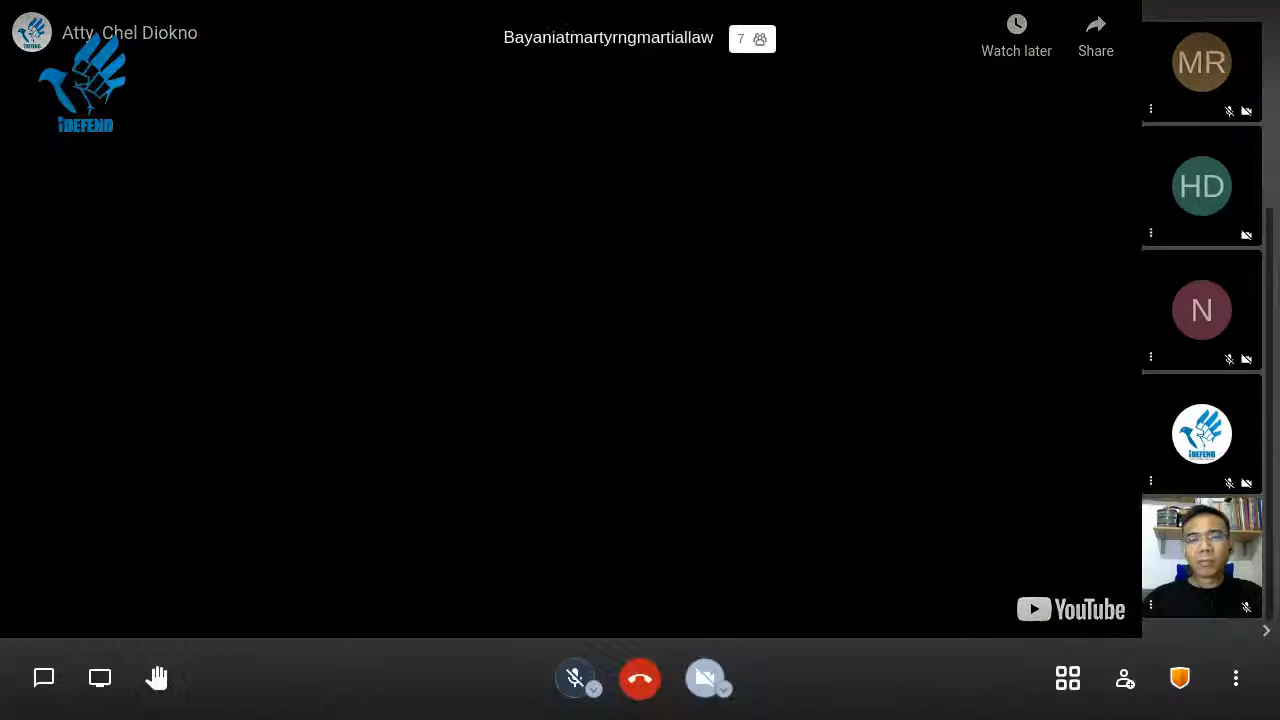 Atty. Chel Diokno
iDEFEND
Bayaniatmartyrngmartiallaw 7
Watch later
Share
MR
HD
N
iDEFEND
YouTube